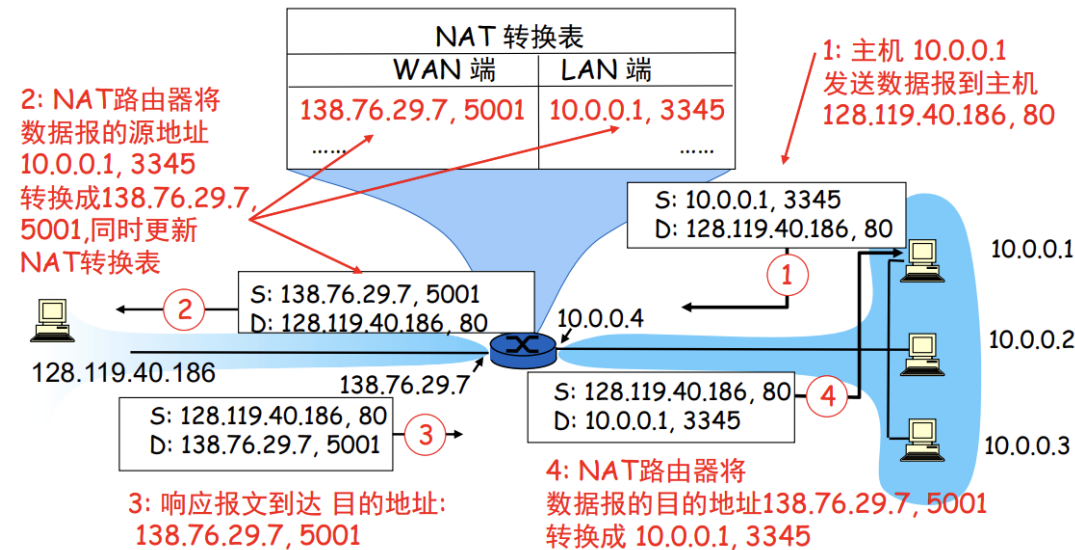 NAT 转换表
WAN 端 LAN 端
138.76.29.7, 5001 10.0.0.1, 3345
…… ……
1: 主机 10.0.0.1
发送数据报到主机
128.119.40.186, 80
2: NAT路由器将
数据报的源地址
10.0.0.1, 3345
转换成138.76.29.7,
5001,同时更新
NAT转换表
S: 10.0.0.1, 3345
D: 128.119.40.186, 80
1
10.0.0.1
S: 138.76.29.7, 5001
D: 128.119.40.186, 80
2
10.0.0.4
10.0.0.2
128.119.40.186
138.76.29.7
S: 128.119.40.186, 80
D: 10.0.0.1, 3345
4
S: 128.119.40.186, 80
D: 138.76.29.7, 5001
3
10.0.0.3
3: 响应报文到达 目的地址:
138.76.29.7, 5001
4: NAT路由器将
数据报的目的地址138.76.29.7, 5001
转换成 10.0.0.1, 3345